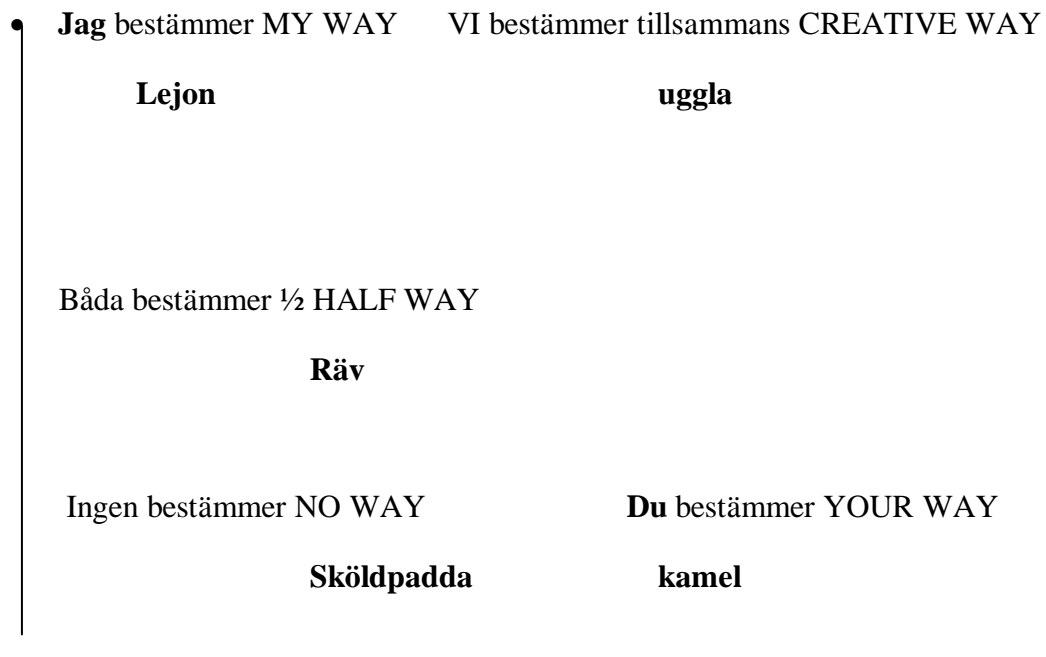 Jag bestämmer MY WAY VI bestämmer tillsammans CREATIVE WAY
Lejon uggla
Båda bestämmer ½ HALF WAY
Räv
Ingen bestämmer NO WAY Du bestämmer YOUR WAY
Sköldpadda kamel